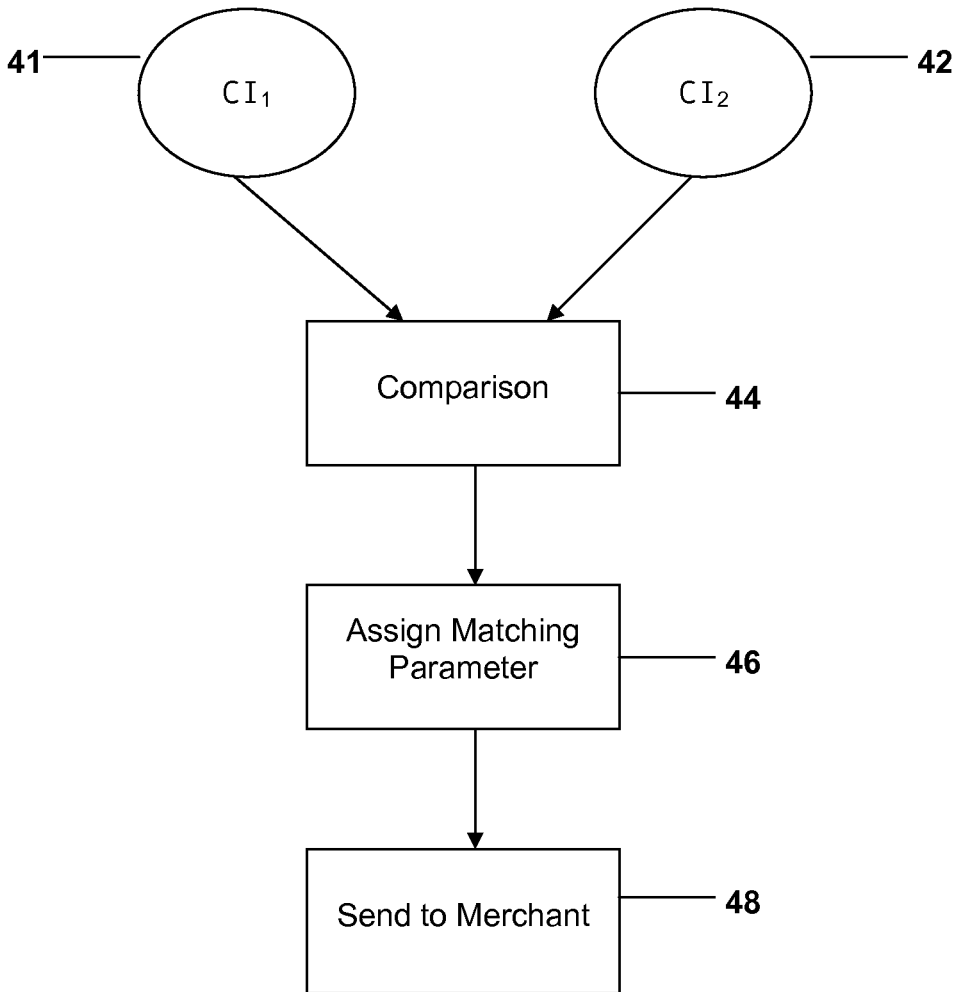 41
CI₁
CI₂
42
Comparison
44
Assign Matching
Parameter
46
Send to Merchant
48